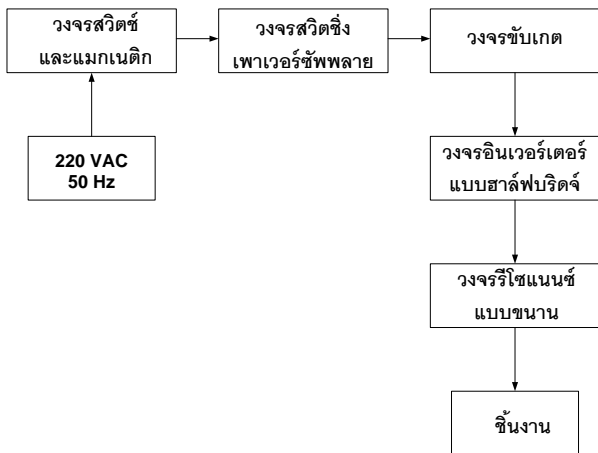 วงจรสวิตช์
และแมกเนติก
วงจรสวิตชิ่ง
เพาเวอร์ซัพพลาย
วงจรขับเกต
220 VAC
50 Hz
วงจรอินเวอร์เตอร์
แบบฮาล์ฟบริดจ์
วงจรรีโซแนนซ์
แบบขนาน
ชิ้นงาน